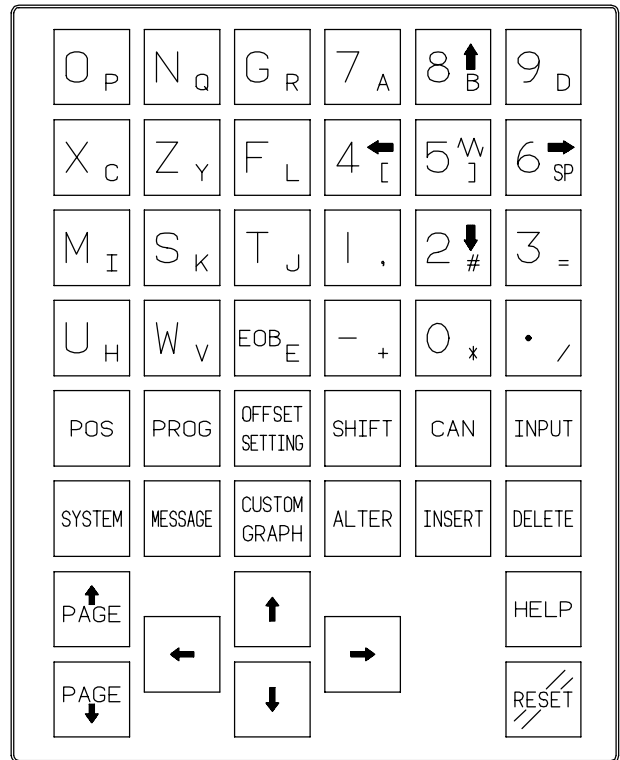 O P N Q G R 7 A 8 B 9 D
X C Z Y F L 4 [ 5 ] 6 SP
M I S K T J 1 , 2 # 3 =
U H W V EOB E - + 0 * . /
POS PROG OFFSET SETTING SHIFT CAN INPUT
SYSTEM MESSAGE CUSTOM GRAPH ALTER INSERT DELETE
PAGE HELP
PAGE RESET